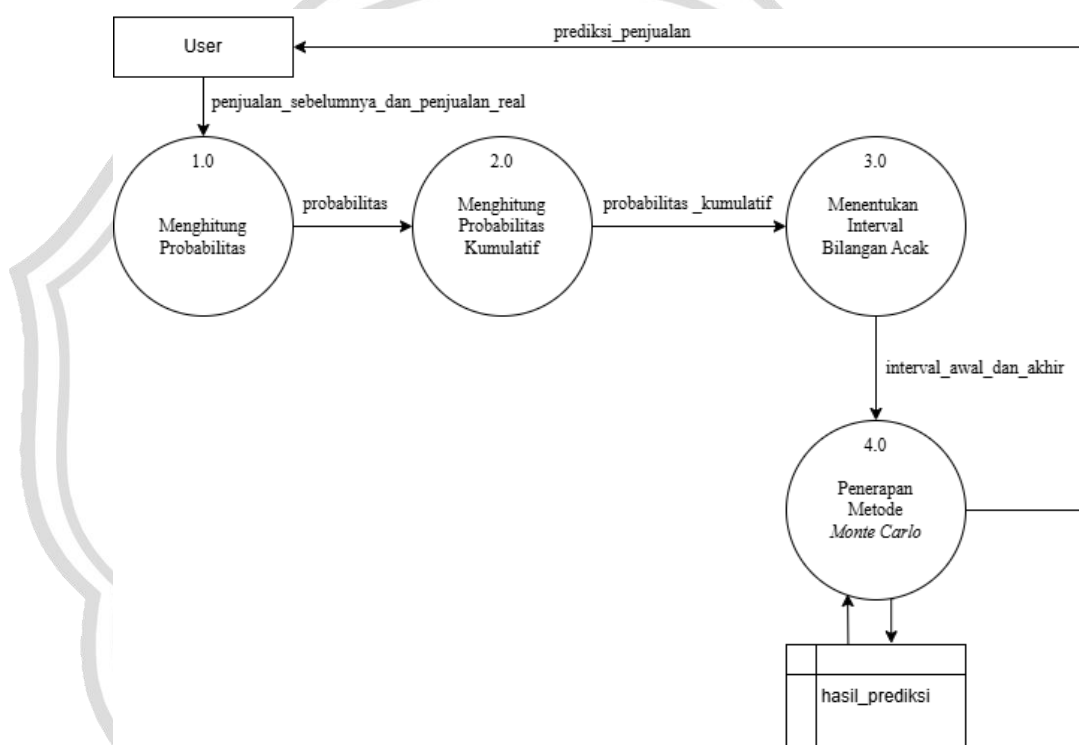 prediksi_penjualan
User
penjualan_sebelumnya_dan_penjualan_real
1.0
Menghitung
Probabilitas
probabilitas
2.0
Menghitung
Probabilitas
Kumulatif
probabilitas _kumulatif
3.0
Menentukan
Interval
Bilangan Acak
interval_awal_dan_akhir
4.0
Penerapan
Metode
Monte Carlo
hasil_prediksi